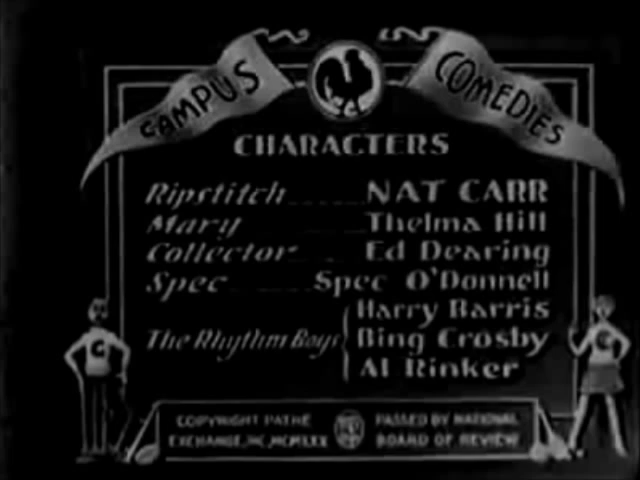 CAMPUS COMEDIES
CHARACTERS
Ripstitch NAT CARR
Mary Thelma Hill
Collector Ed Dearing
Spec Spec O'Donnell
The Rhythm Boys
Harry Barris
Bing Crosby
Al Rinker
C C
COPYRIGHT PATHE
EXCHANGE, INC, MCMXXX
PASSED BY NATIONAL
BOARD OF REVIEW